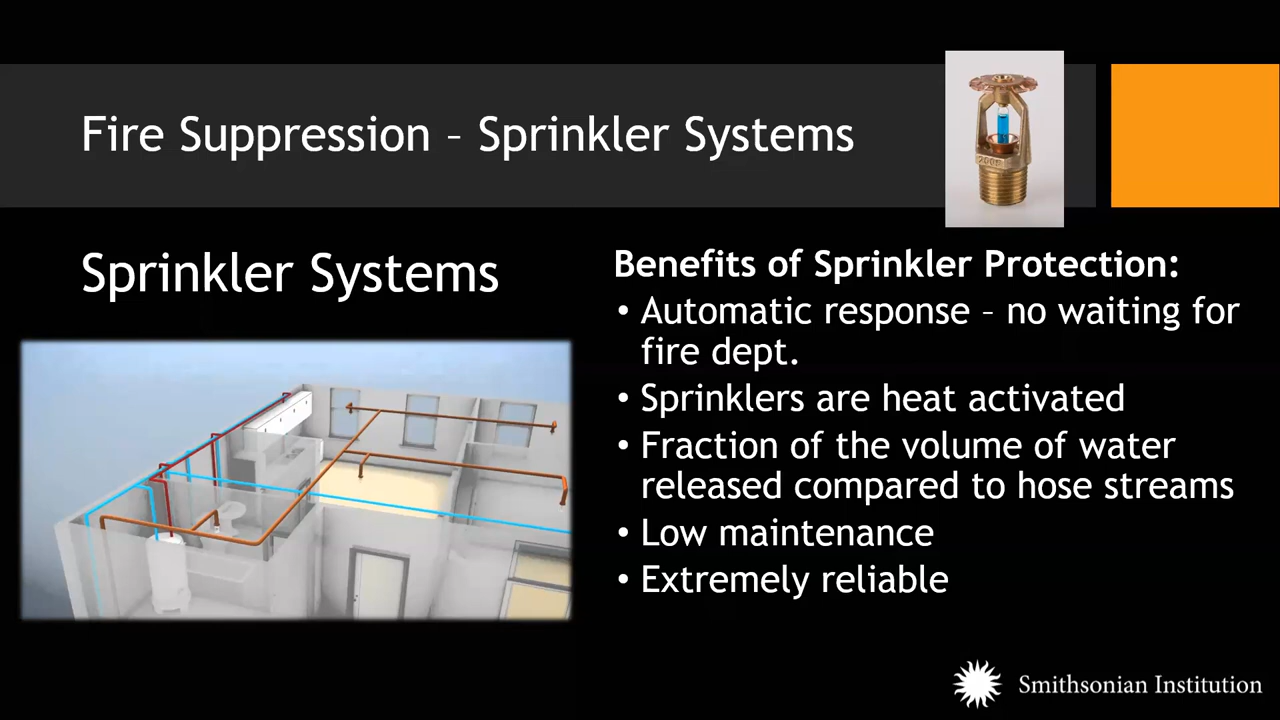 Fire Suppression – Sprinkler Systems
Sprinkler Systems
Benefits of Sprinkler Protection:
• Automatic response – no waiting for
fire dept.
• Sprinklers are heat activated
• Fraction of the volume of water
released compared to hose streams
• Low maintenance
• Extremely reliable
Smithsonian Institution